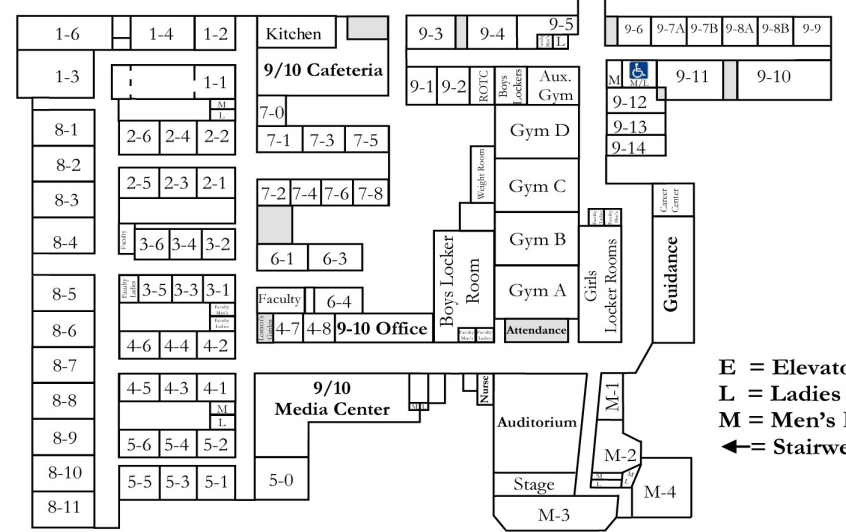 1-6
1-4
1-2
Kitchen
9-3
9-4
9-5
L
9-6
9-7A
9-7B
9-8A
9-8B
9-9
9/10 Cafeteria
1-3
1-1
9-1
9-2
ROTC
Boys
Lockers
Aux.
Gym
M
M/L
9-11
9-10
M
L
7-0
9-12
8-1
2-6
2-4
2-2
7-1
7-3
7-5
Gym D
9-13
9-14
8-2
2-5
2-3
2-1
Weight Room
8-3
7-2
7-4
7-6
7-8
Gym C
Career
Center
8-4
Faculty
3-6
3-4
3-2
6-1
6-3
Boys Locker
Room
Gym B
Girls
Locker Rooms
Guidance
8-5
Faculty
Ladies
3-5
3-3
3-1
Faculty
6-4
Gym A
Faculty
Men's
Faculty
Ladies
8-6
4-7
4-8
9-10 Office
Faculty
Men's
Faculty
Ladies
Attendance
4-6
4-4
4-2
8-7
E = Elevato
L = Ladies
M = Men's
= Stairwe
8-8
4-5
4-3
4-1
9/10
Media Center
Nurse
M-1
M
L
Auditorium
8-9
5-6
5-4
5-2
M-2
8-10
5-5
5-3
5-1
5-0
Stage
M
L
M
L
M-4
8-11
M-3